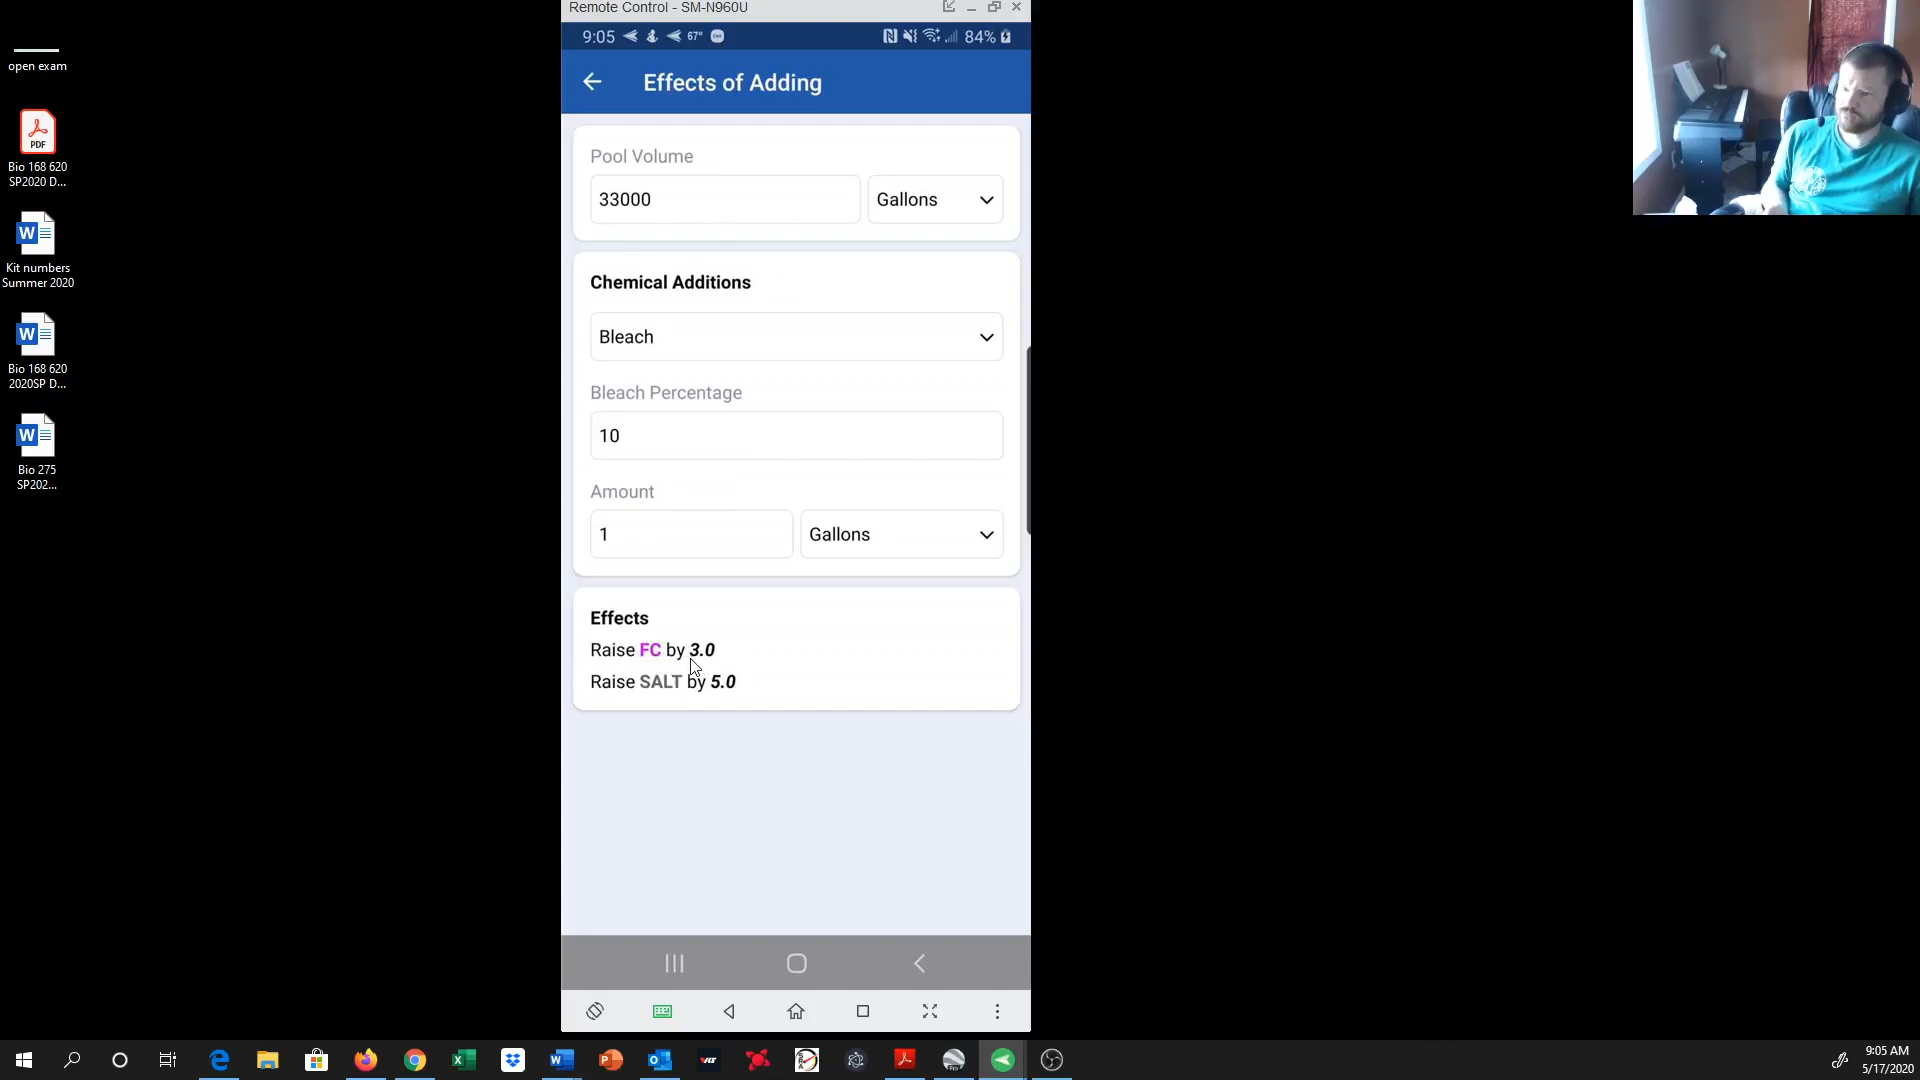 Remote Control - SM-N960U
9:05 67° 84%
Effects of Adding
Pool Volume
33000 Gallons
Chemical Additions
Bleach
Bleach Percentage
10
Amount
1 Gallons
Effects
Raise FC by 3.0
Raise SALT by 5.0
open exam
PDF
Bio 168 620
SP2020 D...
Kit numbers
Summer 2020
Bio 168 620
2020SP D...
Bio 275
SP202...
9:05 AM
5/17/2020